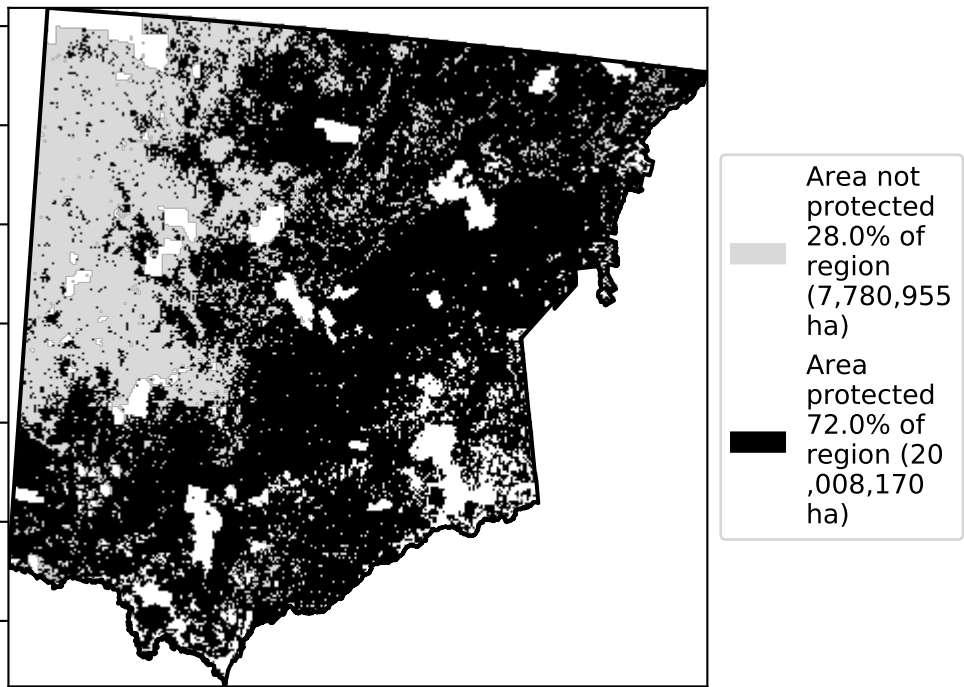 Area not
protected
28.0% of
region
(7,780,955
ha)
Area
protected
72.0% of
region (20
,008,170
ha)